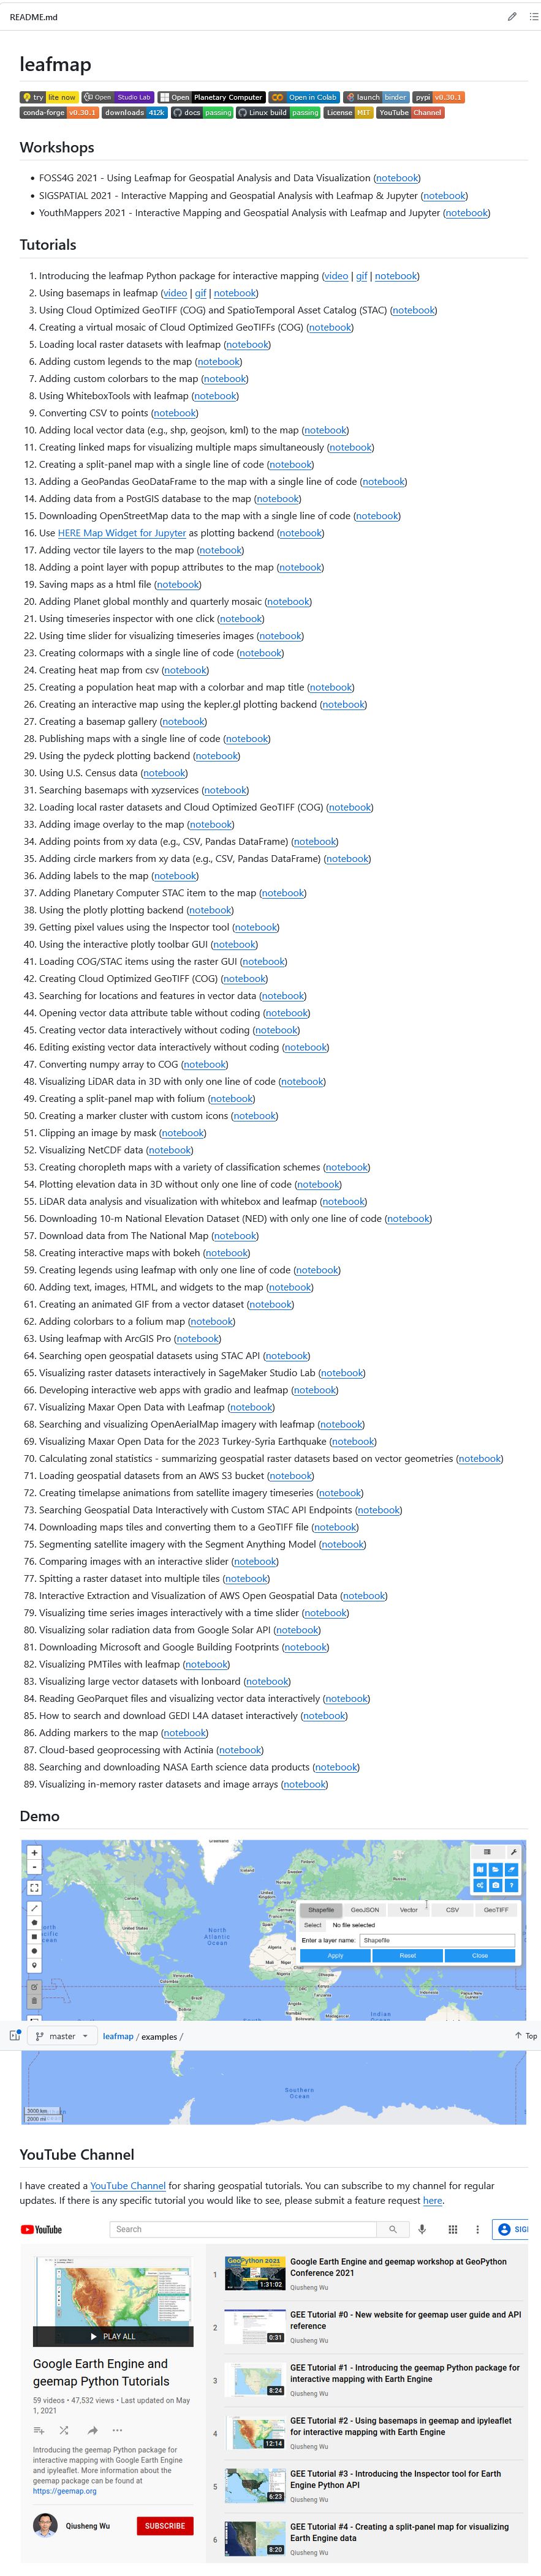 README.md
leafmap
try lite now Open Studio Lab Open Planetary Computer Open in Colab launch binder pypi v0.30.1
conda-forge v0.30.1 downloads 412k docs passing Linux build passing License MIT YouTube Channel
Workshops
• FOSS4G 2021 - Using Leafmap for Geospatial Analysis and Data Visualization (notebook)
• SIGSPATIAL 2021 - Interactive Mapping and Geospatial Analysis with Leafmap & Jupyter (notebook)
• YouthMappers 2021 - Interactive Mapping and Geospatial Analysis with Leafmap and Jupyter (notebook)
Tutorials
1. Introducing the leafmap Python package for interactive mapping (video | gif | notebook)
2. Using basemaps in leafmap (video | gif | notebook)
3. Using Cloud Optimized GeoTIFF (COG) and SpatioTemporal Asset Catalog (STAC) (notebook)
4. Creating a virtual mosaic of Cloud Optimized GeoTIFFs (COG) (notebook)
5. Loading local raster datasets with leafmap (notebook)
6. Adding custom legends to the map (notebook)
7. Adding custom colorbars to the map (notebook)
8. Using WhiteboxTools with leafmap (notebook)
9. Converting CSV to points (notebook)
10. Adding local vector data (e.g., shp, geojson, kml) to the map (notebook)
11. Creating linked maps for visualizing multiple maps simultaneously (notebook)
12. Creating a split-panel map with a single line of code (notebook)
13. Adding a GeoPandas GeoDataFrame to the map with a single line of code (notebook)
14. Adding data from a PostGIS database to the map (notebook)
15. Downloading OpenStreetMap data to the map with a single line of code (notebook)
16. Use HERE Map Widget for Jupyter as plotting backend (notebook)
17. Adding vector tile layers to the map (notebook)
18. Adding a point layer with popup attributes to the map (notebook)
19. Saving maps as a html file (notebook)
20. Adding Planet global monthly and quarterly mosaic (notebook)
21. Using timeseries inspector with one click (notebook)
22. Using time slider for visualizing timeseries images (notebook)
23. Creating colormaps with a single line of code (notebook)
24. Creating heat map from csv (notebook)
25. Creating a population heat map with a colorbar and map title (notebook)
26. Creating an interactive map using the kepler.gl plotting backend (notebook)
27. Creating a basemap gallery (notebook)
28. Publishing maps with a single line of code (notebook)
29. Using the pydeck plotting backend (notebook)
30. Using U.S. Census data (notebook)
31. Searching basemaps with xyzservices (notebook)
32. Loading local raster datasets and Cloud Optimized GeoTIFF (COG) (notebook)
33. Adding image overlay to the map (notebook)
34. Adding points from xy data (e.g., CSV, Pandas DataFrame) (notebook)
35. Adding circle markers from xy data (e.g., CSV, Pandas DataFrame) (notebook)
36. Adding labels to the map (notebook)
37. Adding Planetary Computer STAC item to the map (notebook)
38. Using the plotly plotting backend (notebook)
39. Getting pixel values using the Inspector tool (notebook)
40. Using the interactive plotly toolbar GUI (notebook)
41. Loading COG/STAC items using the raster GUI (notebook)
42. Creating Cloud Optimized GeoTIFF (COG) (notebook)
43. Searching for locations and features in vector data (notebook)
44. Opening vector data attribute table without coding (notebook)
45. Creating vector data interactively without coding (notebook)
46. Editing existing vector data interactively without coding (notebook)
47. Converting numpy array to COG (notebook)
48. Visualizing LiDAR data in 3D with only one line of code (notebook)
49. Creating a split-panel map with folium (notebook)
50. Creating a marker cluster with custom icons (notebook)
51. Clipping an image by mask (notebook)
52. Visualizing NetCDF data (notebook)
53. Creating choropleth maps with a variety of classification schemes (notebook)
54. Plotting elevation data in 3D without only one line of code (notebook)
55. LiDAR data analysis and visualization with whitebox and leafmap (notebook)
56. Downloading 10-m National Elevation Dataset (NED) with only one line of code (notebook)
57. Download data from The National Map (notebook)
58. Creating interactive maps with bokeh (notebook)
59. Creating legends using leafmap with only one line of code (notebook)
60. Adding text, images, HTML, and widgets to the map (notebook)
61. Creating an animated GIF from a vector dataset (notebook)
62. Adding colorbars to a folium map (notebook)
63. Using leafmap with ArcGIS Pro (notebook)
64. Searching open geospatial datasets using STAC API (notebook)
65. Visualizing raster datasets interactively in SageMaker Studio Lab (notebook)
66. Developing interactive web apps with gradio and leafmap (notebook)
67. Visualizing Maxar Open Data with Leafmap (notebook)
68. Searching and visualizing OpenAerialMap imagery with leafmap (notebook)
69. Visualizing Maxar Open Data for the 2023 Turkey-Syria Earthquake (notebook)
70. Calculating zonal statistics - summarizing geospatial raster datasets based on vector geometries (notebook)
71. Loading geospatial datasets from an AWS S3 bucket (notebook)
72. Creating timelapse animations from satellite imagery timeseries (notebook)
73. Searching Geospatial Data Interactively with Custom STAC API Endpoints (notebook)
74. Downloading maps tiles and converting them to a GeoTIFF file (notebook)
75. Segmenting satellite imagery with the Segment Anything Model (notebook)
76. Comparing images with an interactive slider (notebook)
77. Spitting a raster dataset into multiple tiles (notebook)
78. Interactive Extraction and Visualization of AWS Open Geospatial Data (notebook)
79. Visualizing time series images interactively with a time slider (notebook)
80. Visualizing solar radiation data from Google Solar API (notebook)
81. Downloading Microsoft and Google Building Footprints (notebook)
82. Visualizing PMTiles with leafmap (notebook)
83. Visualizing large vector datasets with lonboard (notebook)
84. Reading GeoParquet files and visualizing vector data interactively (notebook)
85. How to search and download GEDI L4A dataset interactively (notebook)
86. Adding markers to the map (notebook)
87. Cloud-based geoprocessing with Actinia (notebook)
88. Searching and downloading NASA Earth science data products (notebook)
89. Visualizing in-memory raster datasets and image arrays (notebook)
Demo
Shapefile GeoJSON Vector CSV GeoTIFF
Select No file selected
Enter a layer name: Shapefile
Apply Reset Close
Canada
Russia
United States
North
Atlantic
Ocean
Finland
Norway
Algeria
Mali
Niger
Brazil
Indian
master leafmap / examples / Top
Southern
Ocean
3000 km
2000 mi
YouTube Channel
I have created a YouTube Channel for sharing geospatial tutorials. You can subscribe to my channel for regular
updates. If there is any specific tutorial you would like to see, please submit a feature request here.
YouTube Search SIGI
PLAY ALL
Google Earth Engine and
geemap Python Tutorials
59 videos • 47,532 views • Last updated on May
1, 2021
Introducing the geemap Python package for
interactive mapping with Google Earth Engine
and ipyleaflet. More information about the
geemap package can be found at
https://geemap.org
Qiusheng Wu SUBSCRIBE
1 GeoPython 2021 1:31:02 Google Earth Engine and geemap workshop at GeoPython
Conference 2021
Qiusheng Wu
2 0:31 GEE Tutorial #0 - New website for geemap user guide and API
reference
Qiusheng Wu
3 8:24 GEE Tutorial #1 - Introducing the geemap Python package for
interactive mapping with Earth Engine
Qiusheng Wu
4 12:14 GEE Tutorial #2 - Using basemaps in geemap and ipyleaflet
for interactive mapping with Earth Engine
Qiusheng Wu
5 6:23 GEE Tutorial #3 - Introducing the Inspector tool for Earth
Engine Python API
Qiusheng Wu
6 8:20 GEE Tutorial #4 - Creating a split-panel map for visualizing
Earth Engine data
Qiusheng Wu